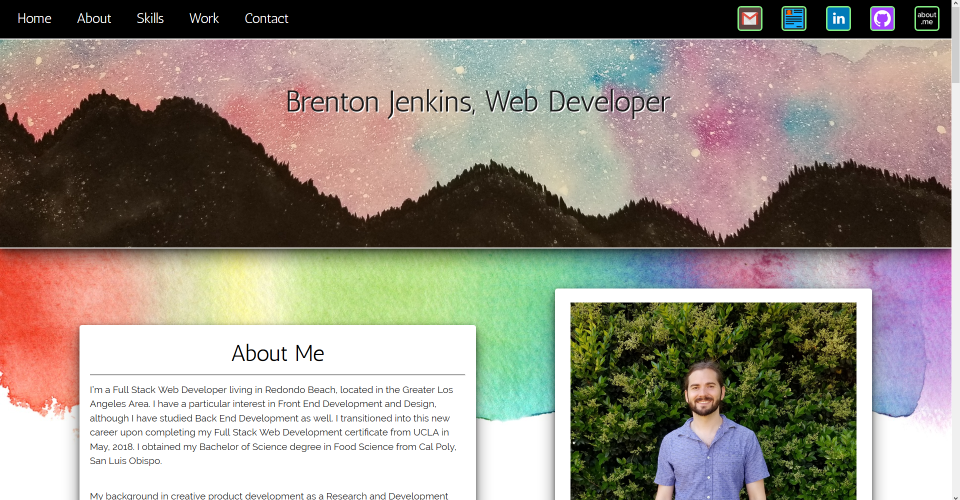 Home About Skills Work Contact
in
about
.me
Brenton Jenkins, Web Developer
About Me
I'm a Full Stack Web Developer living in Redondo Beach, located in the Greater Los
Angeles Area. I have a particular interest in Front End Development and Design,
although I have studied Back End Development as well. I transitioned into this new
career upon completing my Full Stack Web Development certificate from UCLA in
May, 2018. I obtained my Bachelor of Science degree in Food Science from Cal Poly,
San Luis Obispo.
My background in creative product development as a Research and Development